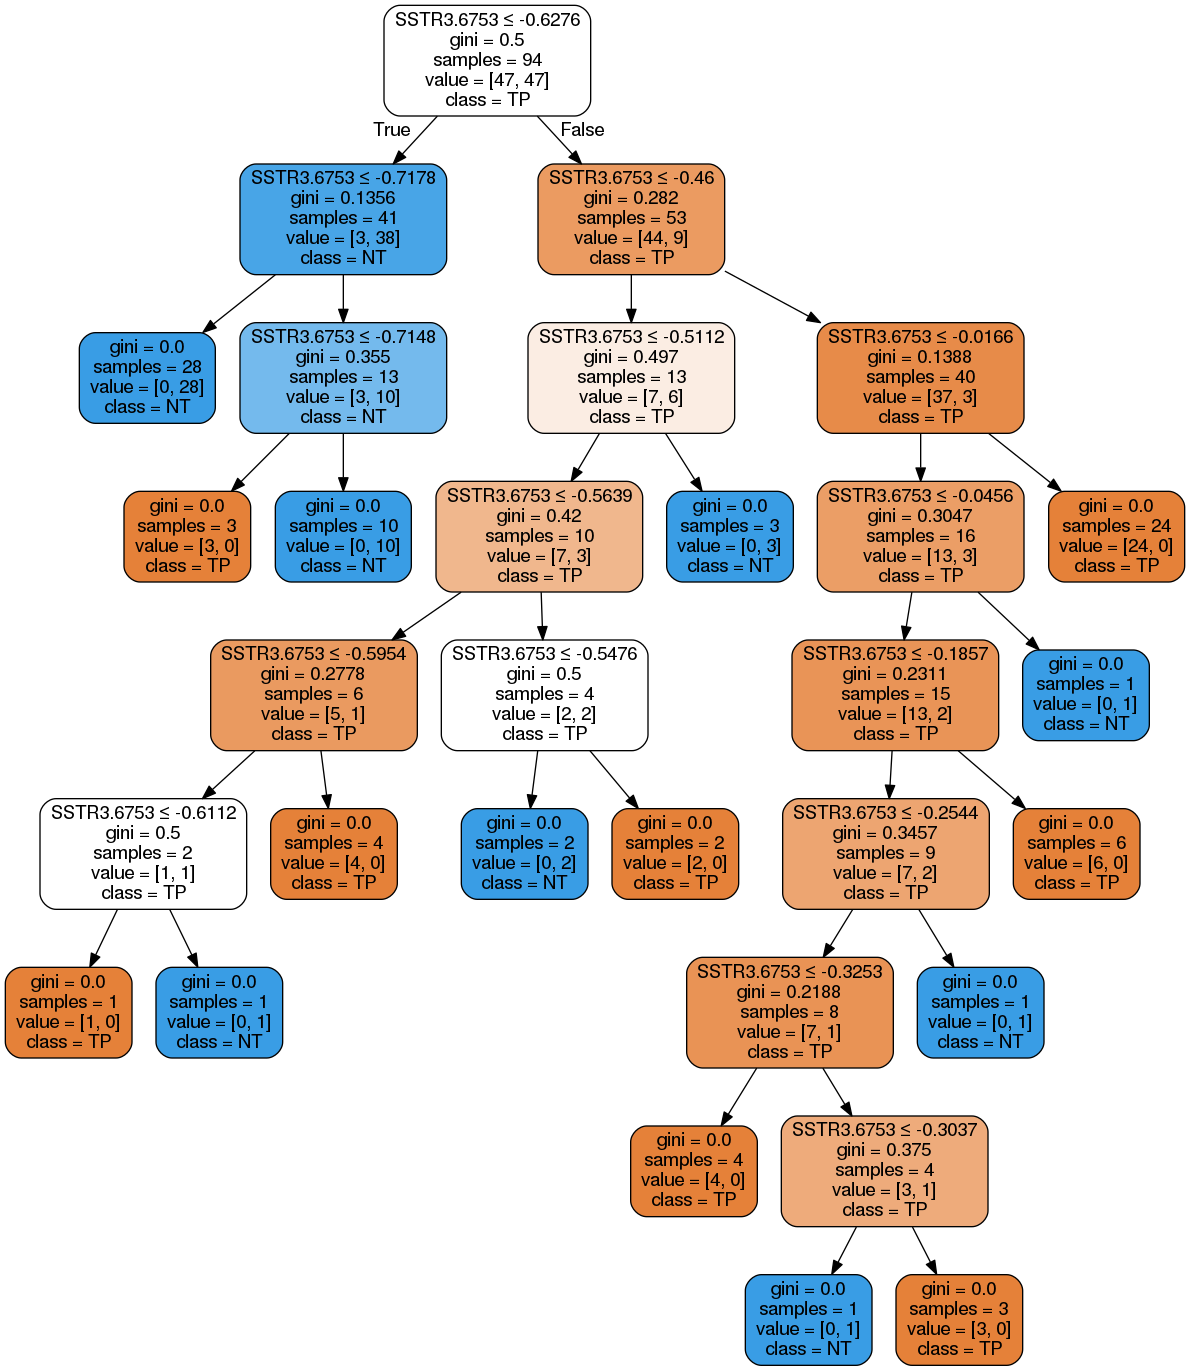 SSTR3.6753 ≤ -0.6276
gini = 0.5
samples = 94
value = [47, 47]
class = TP
True
False
SSTR3.6753 ≤ -0.7178
gini = 0.1356
samples = 41
value = [3, 38]
class = NT
SSTR3.6753 ≤ -0.46
gini = 0.282
samples = 53
value = [44, 9]
class = TP
gini = 0.0
samples = 28
value = [0, 28]
class = NT
SSTR3.6753 ≤ -0.7148
gini = 0.355
samples = 13
value = [3, 10]
class = NT
SSTR3.6753 ≤ -0.5112
gini = 0.497
samples = 13
value = [7, 6]
class = TP
SSTR3.6753 ≤ -0.0166
gini = 0.1388
samples = 40
value = [37, 3]
class = TP
gini = 0.0
samples = 3
value = [3, 0]
class = TP
gini = 0.0
samples = 10
value = [0, 10]
class = NT
SSTR3.6753 ≤ -0.5639
gini = 0.42
samples = 10
value = [7, 3]
class = TP
gini = 0.0
samples = 3
value = [0, 3]
class = NT
SSTR3.6753 ≤ -0.0456
gini = 0.3047
samples = 16
value = [13, 3]
class = TP
gini = 0.0
samples = 24
value = [24, 0]
class = TP
SSTR3.6753 ≤ -0.5954
gini = 0.2778
samples = 6
value = [5, 1]
class = TP
SSTR3.6753 ≤ -0.5476
gini = 0.5
samples = 4
value = [2, 2]
class = TP
SSTR3.6753 ≤ -0.1857
gini = 0.2311
samples = 15
value = [13, 2]
class = TP
gini = 0.0
samples = 1
value = [0, 1]
class = NT
SSTR3.6753 ≤ -0.6112
gini = 0.5
samples = 2
value = [1, 1]
class = TP
gini = 0.0
samples = 4
value = [4, 0]
class = TP
gini = 0.0
samples = 2
value = [0, 2]
class = NT
gini = 0.0
samples = 2
value = [2, 0]
class = TP
SSTR3.6753 ≤ -0.2544
gini = 0.3457
samples = 9
value = [7, 2]
class = TP
gini = 0.0
samples = 6
value = [6, 0]
class = TP
gini = 0.0
samples = 1
value = [1, 0]
class = TP
gini = 0.0
samples = 1
value = [0, 1]
class = NT
SSTR3.6753 ≤ -0.3253
gini = 0.2188
samples = 8
value = [7, 1]
class = TP
gini = 0.0
samples = 1
value = [0, 1]
class = NT
gini = 0.0
samples = 4
value = [4, 0]
class = TP
SSTR3.6753 ≤ -0.3037
gini = 0.375
samples = 4
value = [3, 1]
class = TP
gini = 0.0
samples = 1
value = [0, 1]
class = NT
gini = 0.0
samples = 3
value = [3, 0]
class = TP